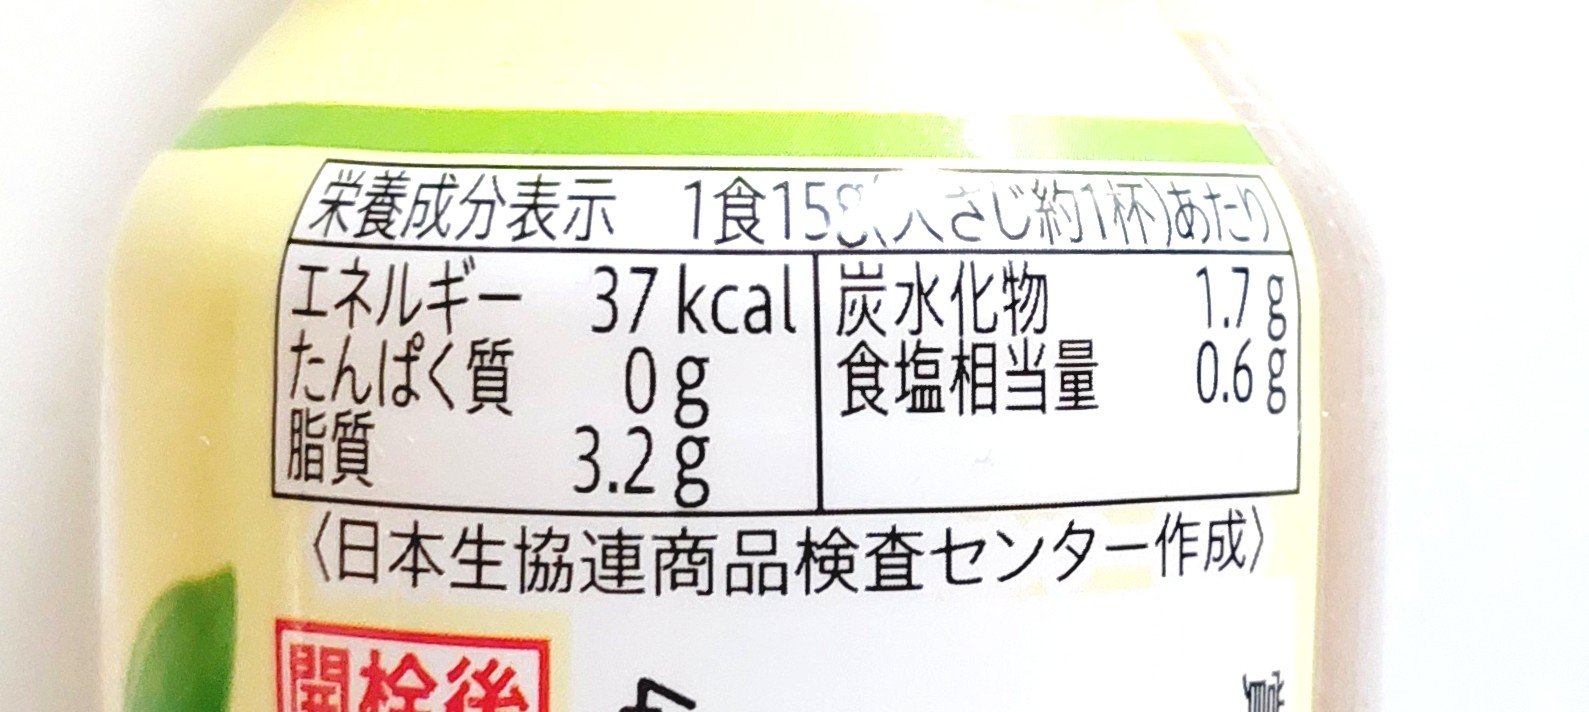 栄養成分表示 1食15g(大さじ約1杯)あたり
エネルギー 37kcal
たんぱく質 0g
脂質 3.2g
炭水化物 1.7g
食塩相当量 0.6g
〈日本生協連商品検査センター作成〉
開栓後